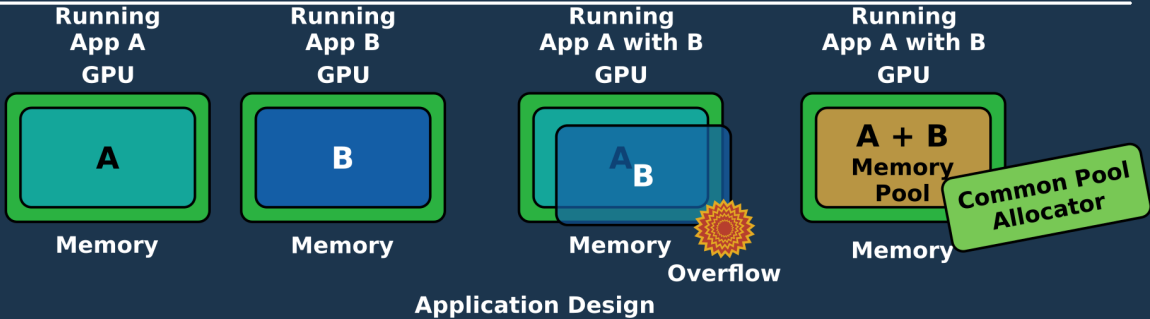 Running
App A
GPU
A
Memory
Running
App B
GPU
B
Memory
Running
App A with B
GPU
A
B
Memory
Overflow
Running
App A with B
GPU
A + B
Memory
Pool
Common Pool
Allocator
Memory
Application Design